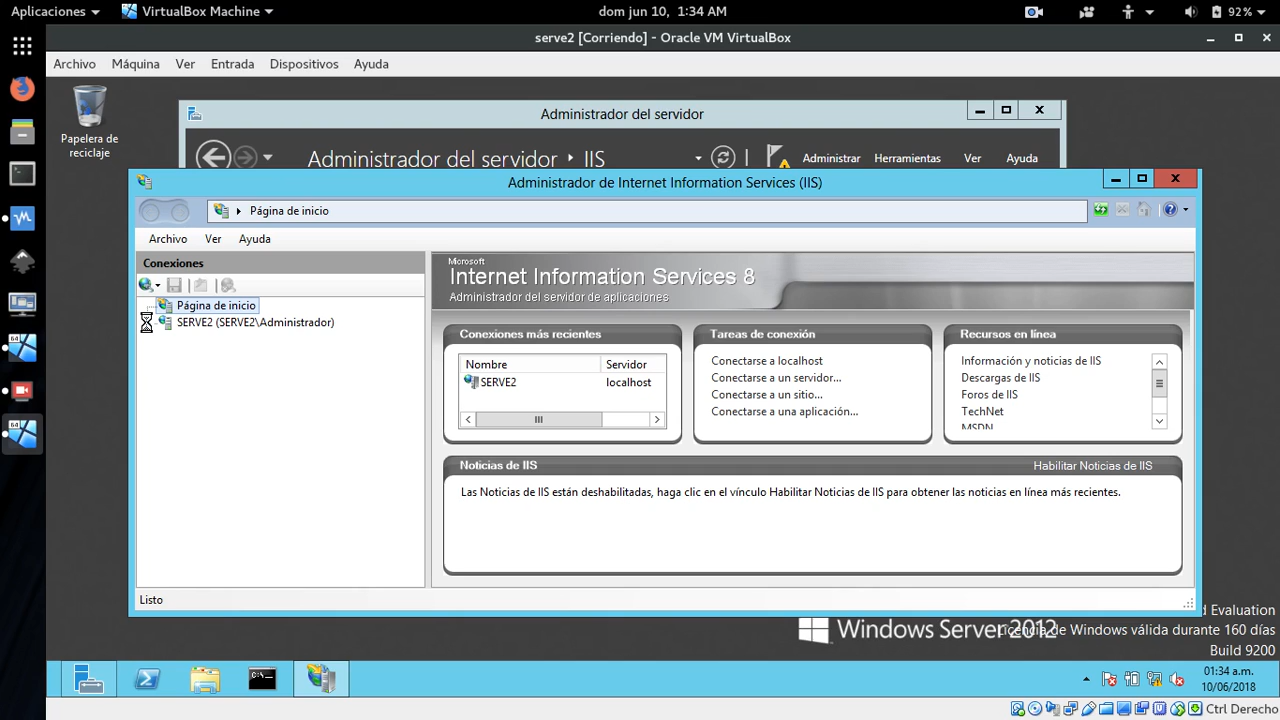 Aplicaciones
VirtualBox Machine
dom jun 10, 1:34 AM
92%
serve2 [Corriendo] - Oracle VM VirtualBox
Archivo Máquina Ver Entrada Dispositivos Ayuda
Papelera de reciclaje
Administrador del servidor
Administrador del servidor IIS
Administrar Herramientas Ver Ayuda
Administrador de Internet Information Services (IIS)
Página de inicio
Archivo Ver Ayuda
Conexiones
Página de inicio
SERVE2 (SERVE2\Administrador)
Microsoft
Internet Information Services 8
Administrador del servidor de aplicaciones
Conexiones más recientes
Nombre Servidor
SERVE2 localhost
Tareas de conexión
Conectarse a localhost
Conectarse a un servidor...
Conectarse a un sitio...
Conectarse a una aplicación...
Recursos en línea
Información y noticias de IIS
Descargas de IIS
Foros de IIS
TechNet
MSDN
Noticias de IIS
Habilitar Noticias de IIS
Las Noticias de IIS están deshabilitadas, haga clic en el vínculo Habilitar Noticias de IIS para obtener las noticias en línea más recientes.
Listo
Evaluation
Windows Server 2012
Licencia de Windows válida durante 160 días
Build 9200
01:34 a.m.
10/06/2018
Ctrl Derecho